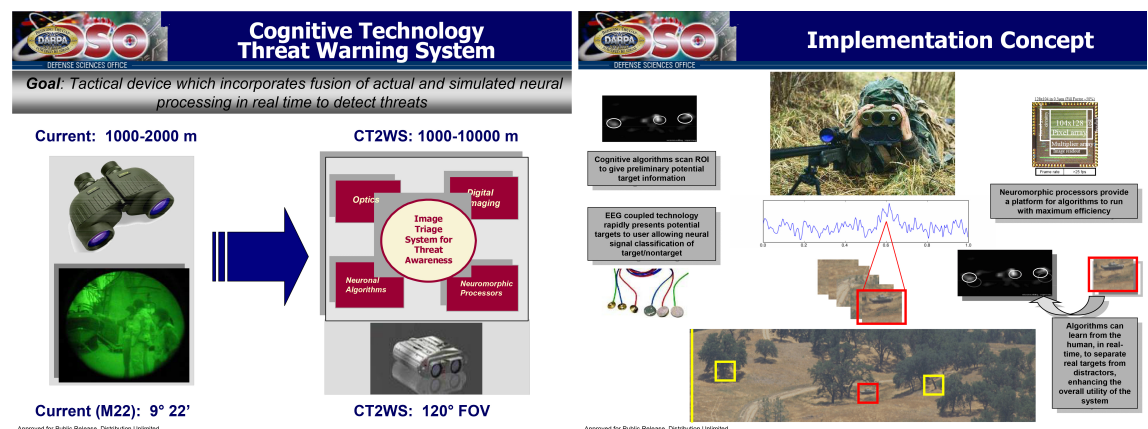 DARPA
DSO
DEFENSE SCIENCES OFFICE
Cognitive Technology
Threat Warning System
Goal: Tactical device which incorporates fusion of actual and simulated neural
processing in real time to detect threats
Current: 1000-2000 m
CT2WS: 1000-10000 m
Optics
Digital
Imaging
Image
Triage
System for
Threat
Awareness
Neuronal
Algorithms
Neuromorphic
Processors
Current (M22): 9° 22’
CT2WS: 120° FOV
Approved for Public Release, Distribution Unlimited
DARPA
DSO
DEFENSE SCIENCES OFFICE
Implementation Concept
Cognitive algorithms scan ROI
to give preliminary potential
target information
EEG coupled technology
rapidly presents potential
targets to user allowing neural
signal classification of
target/nontarget
0.0 0.2 0.4 0.6 0.8 1.0
104x128
Pixel array
Multiplier array
Image readout
Frame rate >25 fps
Neuromorphic processors provide
a platform for algorithms to run
with maximum efficiency
Algorithms can
learn from the
human, in real-
time, to separate
real targets from
distractors,
enhancing the
overall utility of the
system
Approved for Public Release, Distribution Unlimited